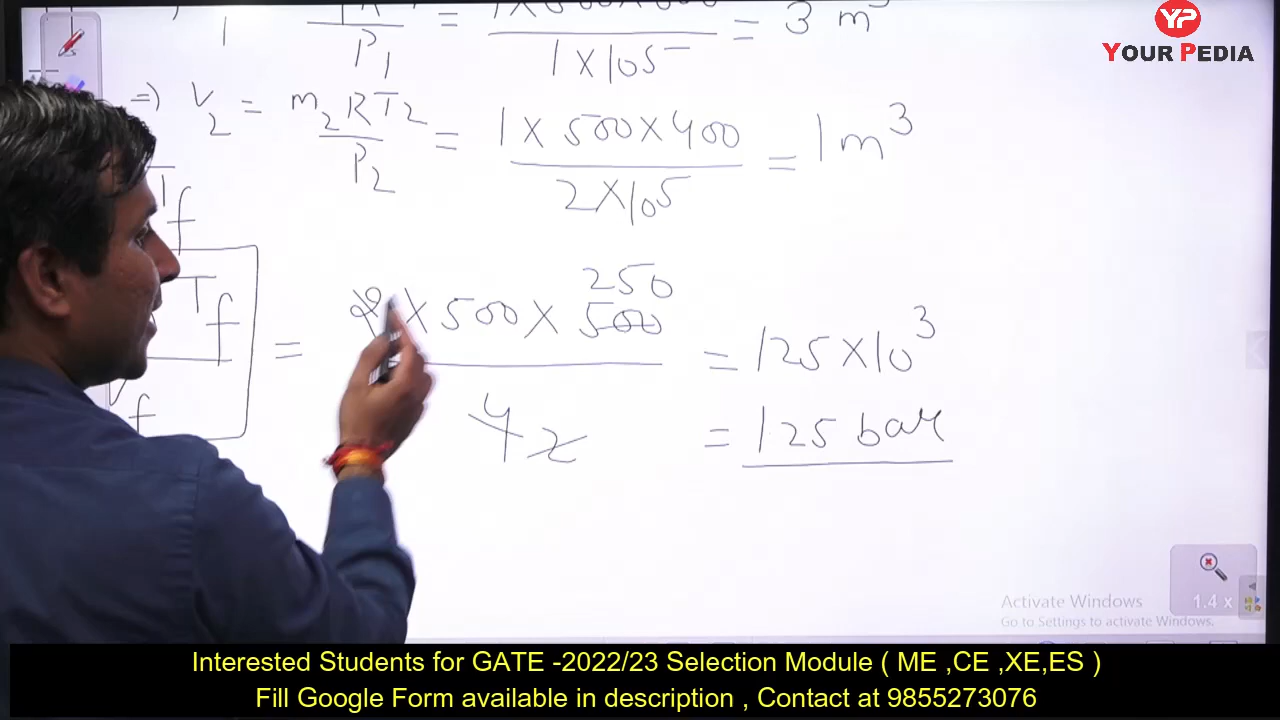 YP
YOUR PEDIA
P1 = 1 X 105 = 3 m3
=) V2 = m2RT2 / P2 = 1 X 500 X 400 / 2 X 105 = 1 m3
Tf
Tf / Vf = 2 X 500 X 500 250 / 4 2 = 125 X 103
= 1.25 bar
1.4 x
Activate Windows
Go to Settings to activate Windows.
Interested Students for GATE -2022/23 Selection Module ( ME ,CE ,XE,ES )
Fill Google Form available in description , Contact at 9855273076